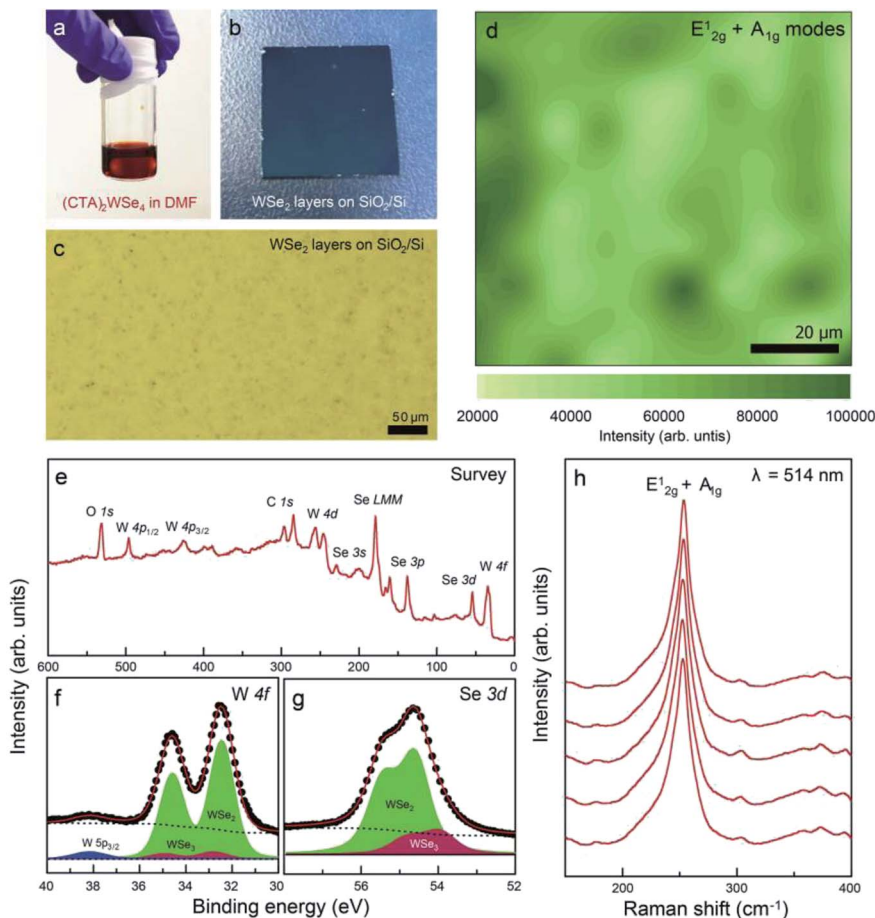 a
(CTA)₂WSe₄ in DMF
b
WSe₂ layers on SiO₂/Si
c
WSe₂ layers on SiO₂/Si
50 μm
d
E¹₂g + A₁g modes
20 μm
20000 40000 60000 80000 100000
Intensity (arb. untis)
Intensity (arb. units)
e
Survey
O 1s
W 4p₁/₂
W 4p₃/₂
C 1s
W 4d
Se 3s
Se LMM
Se 3p
Se 3d
W 4f
600 500 400 300 200 100 0
f
W 4f
WSe₂
WSe₃
W 5p₃/₂
40 38 36 34 32 30
g
Se 3d
WSe₂
WSe₃
56 54 52
Binding energy (eV)
h
λ = 514 nm
E¹₂g + A₁g
Intensity (arb. units)
200 300 400
Raman shift (cm⁻¹)